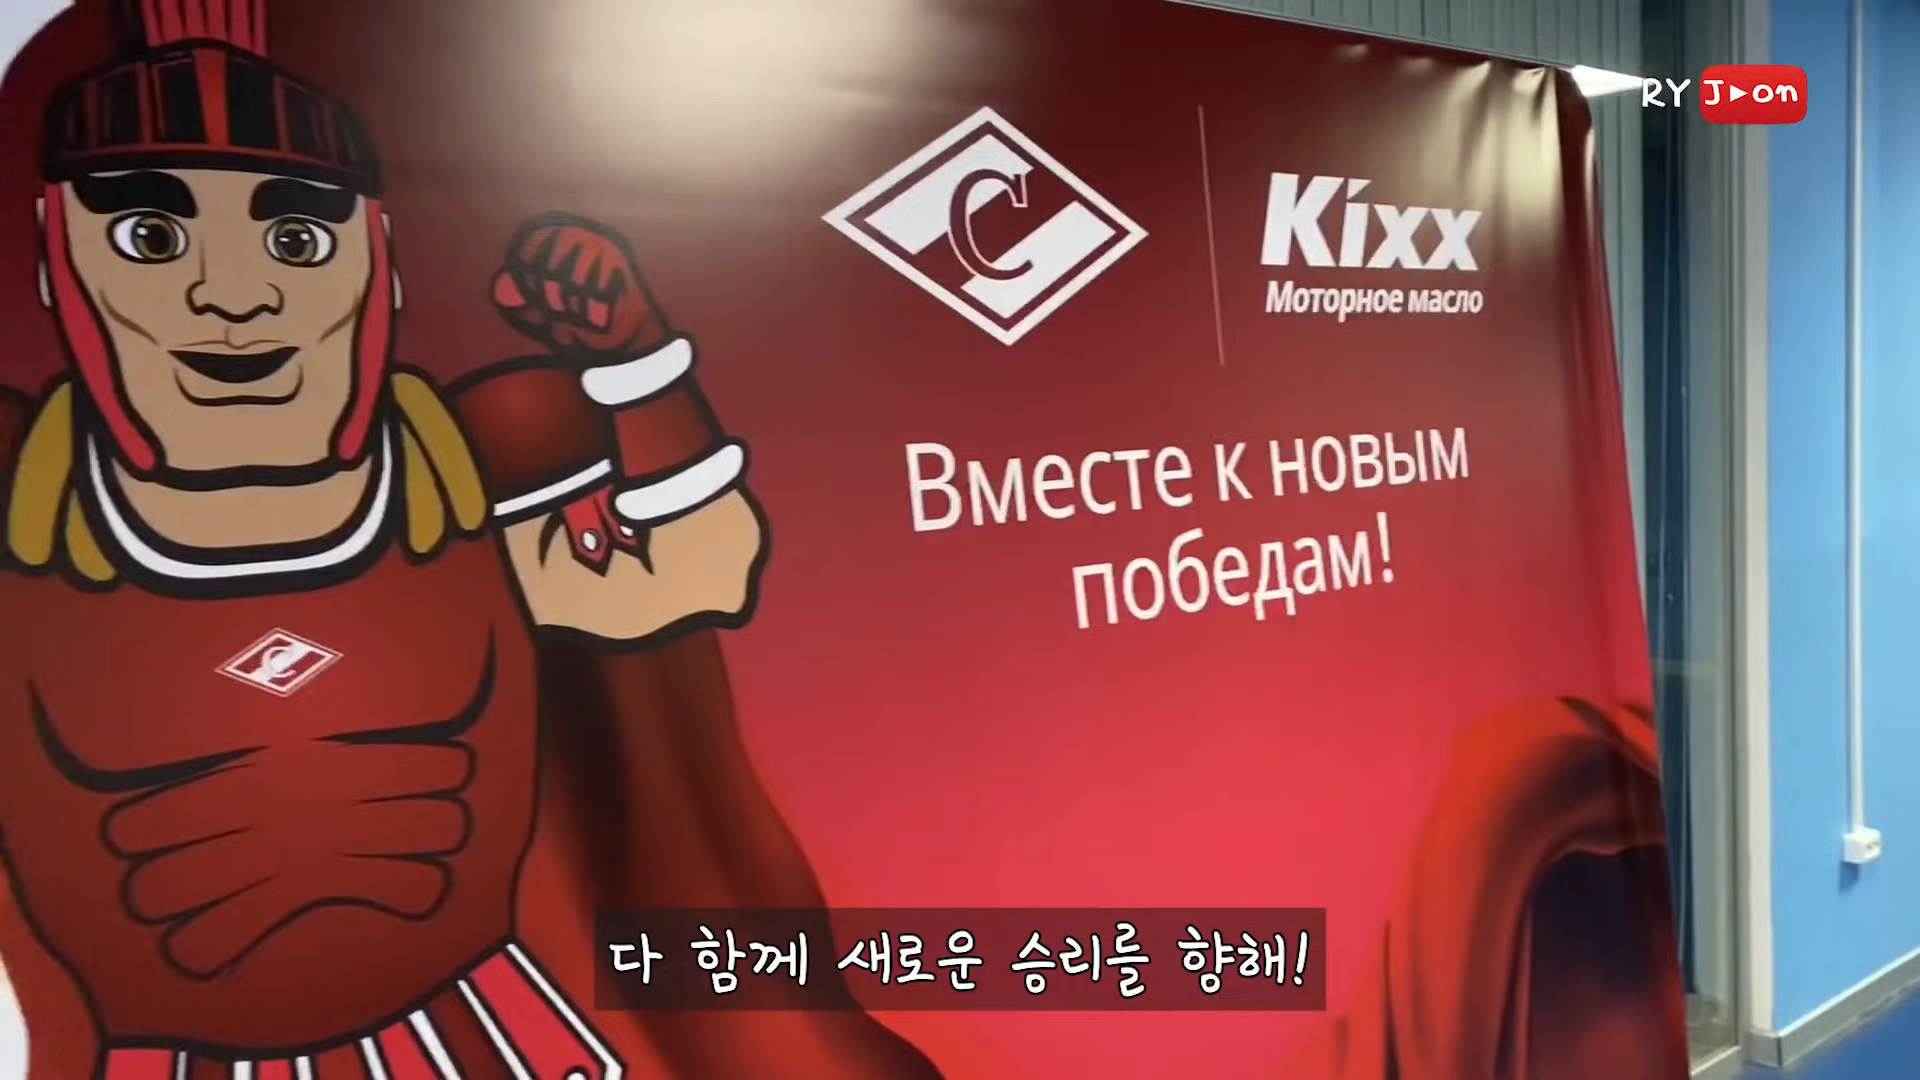 RY J▶on
С
Kixx
Моторное масло
Вместе к новым
победам!
С
다 함께 새로운 승리를 향해!